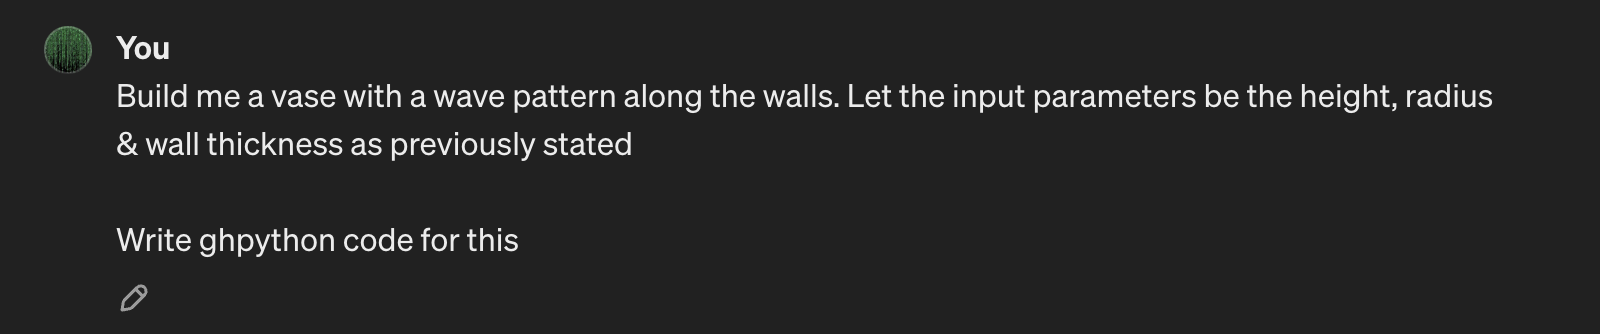 You
Build me a vase with a wave pattern along the walls. Let the input parameters be the height, radius
& wall thickness as previously stated
Write ghpython code for this